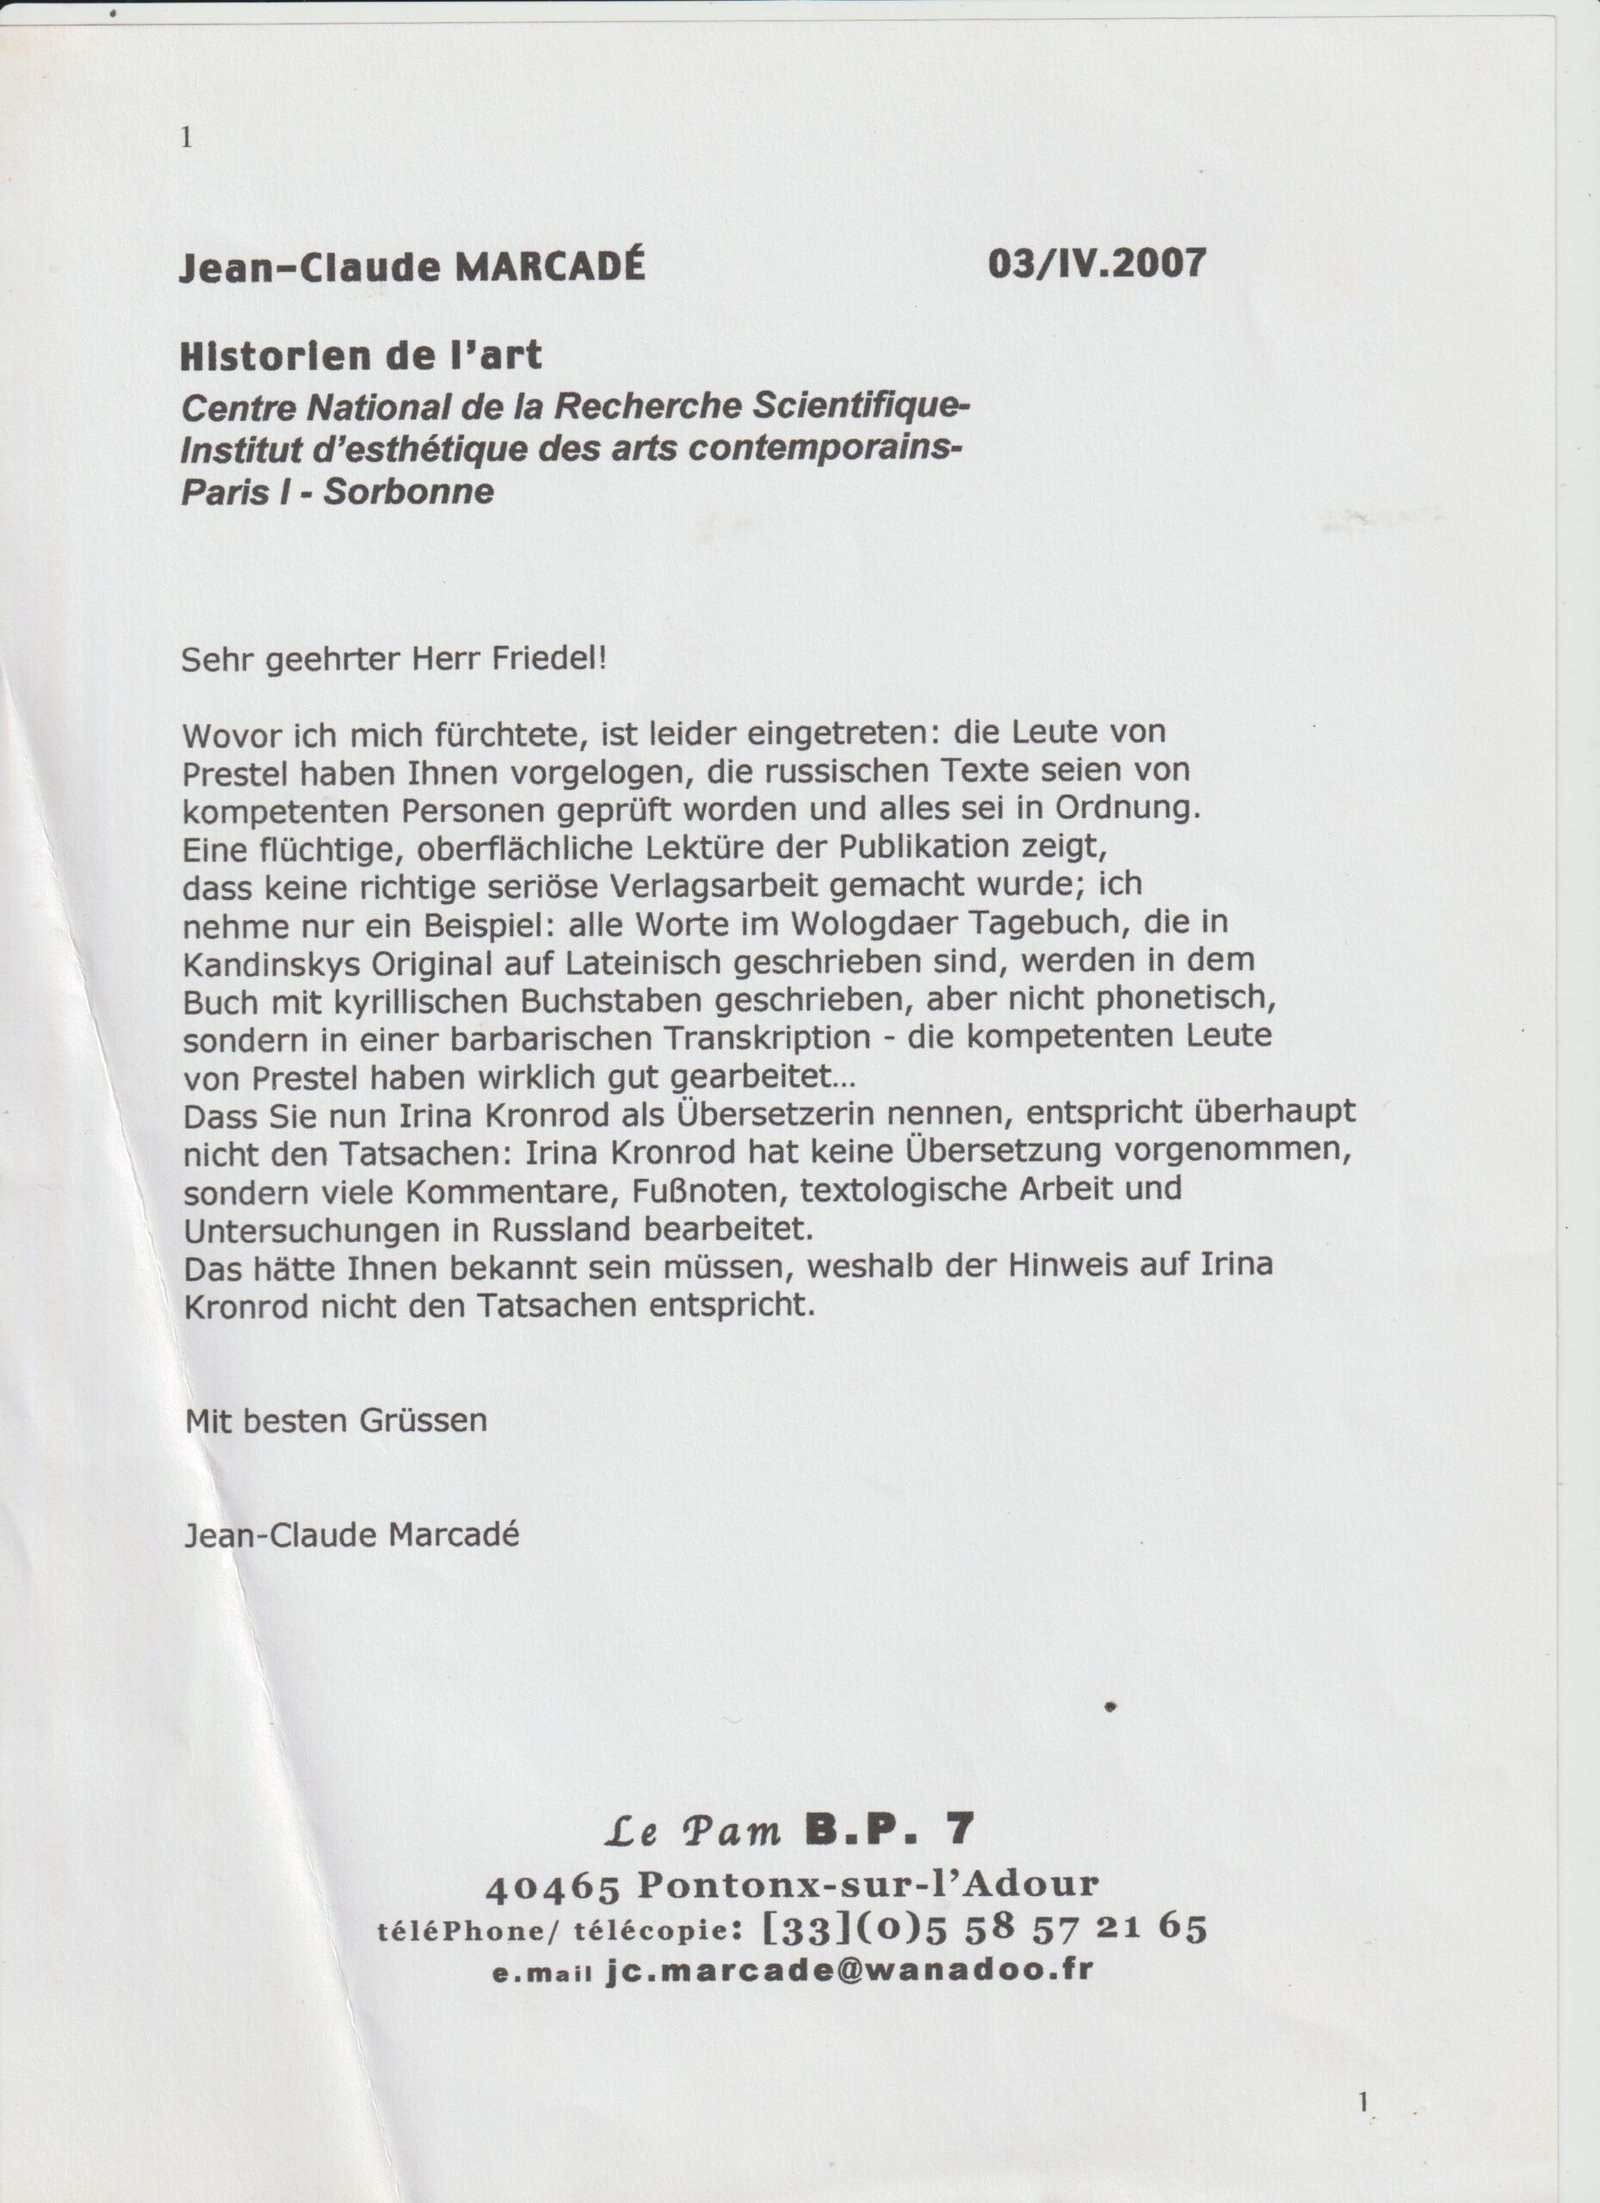 1
Jean-Claude MARCADÉ 03/IV.2007
Historien de l'art
Centre National de la Recherche Scientifique-
Institut d'esthétique des arts contemporains-
Paris I - Sorbonne
Sehr geehrter Herr Friedel!
Wovor ich mich fürchtete, ist leider eingetreten: die Leute von
Prestel haben Ihnen vorgelogen, die russischen Texte seien von
kompetenten Personen geprüft worden und alles sei in Ordnung.
Eine flüchtige, oberflächliche Lektüre der Publikation zeigt,
dass keine richtige seriöse Verlagsarbeit gemacht wurde; ich
nehme nur ein Beispiel: alle Worte im Wologdaer Tagebuch, die in
Kandinskys Original auf Lateinisch geschrieben sind, werden in dem
Buch mit kyrillischen Buchstaben geschrieben, aber nicht phonetisch,
sondern in einer barbarischen Transkription - die kompetenten Leute
von Prestel haben wirklich gut gearbeitet...
Dass Sie nun Irina Kronrod als Übersetzerin nennen, entspricht überhaupt
nicht den Tatsachen: Irina Kronrod hat keine Übersetzung vorgenommen,
sondern viele Kommentare, Fußnoten, textologische Arbeit und
Untersuchungen in Russland bearbeitet.
Das hätte Ihnen bekannt sein müssen, weshalb der Hinweis auf Irina
Kronrod nicht den Tatsachen entspricht.
Mit besten Grüssen
Jean-Claude Marcadé
Le Pam B.P. 7
40465 Pontonx-sur-l'Adour
téléPhone/ télécopie: [33](0)5 58 57 21 65
e.mail jc.marcade@wanadoo.fr
1